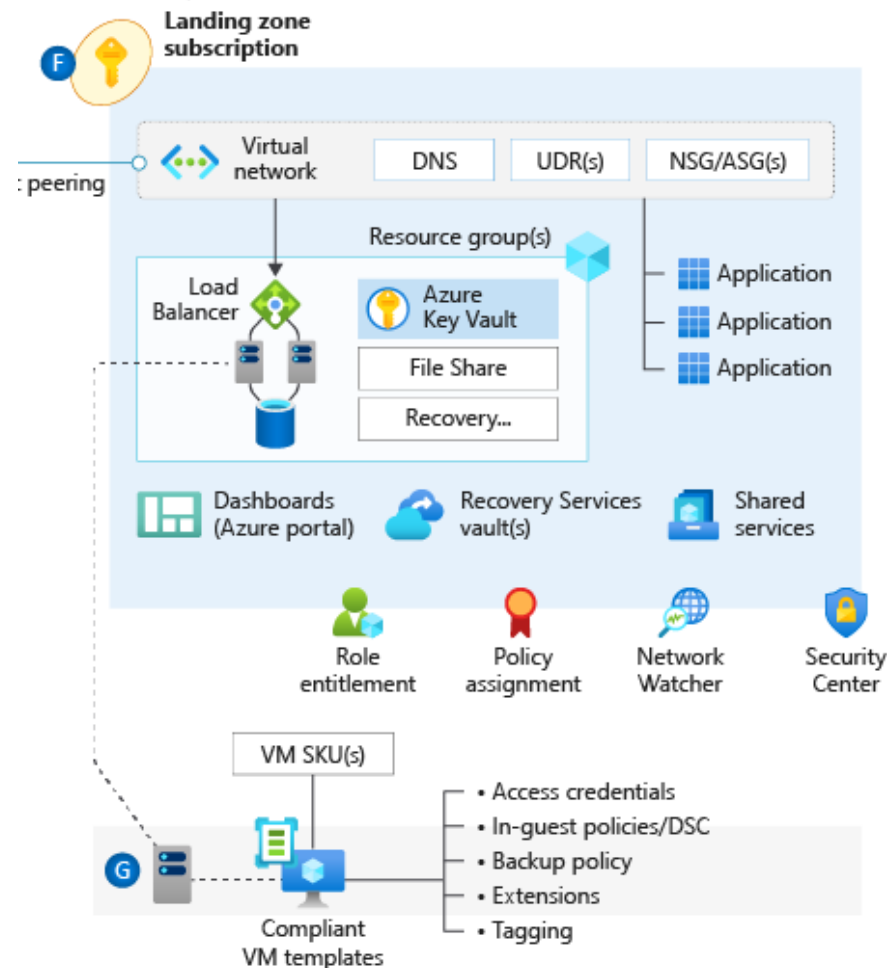 Landing zone
subscription
F
Virtual
network
DNS
UDR(s)
NSG/ASG(s)
: peering
Resource group(s)
Load
Balancer
Azure
Key Vault
File Share
Recovery...
Application
Application
Application
Dashboards
(Azure portal)
Recovery Services
vault(s)
Shared
services
Role
entitlement
Policy
assignment
Network
Watcher
Security
Center
VM SKU(s)
G
Compliant
VM templates
• Access credentials
• In-guest policies/DSC
• Backup policy
• Extensions
• Tagging